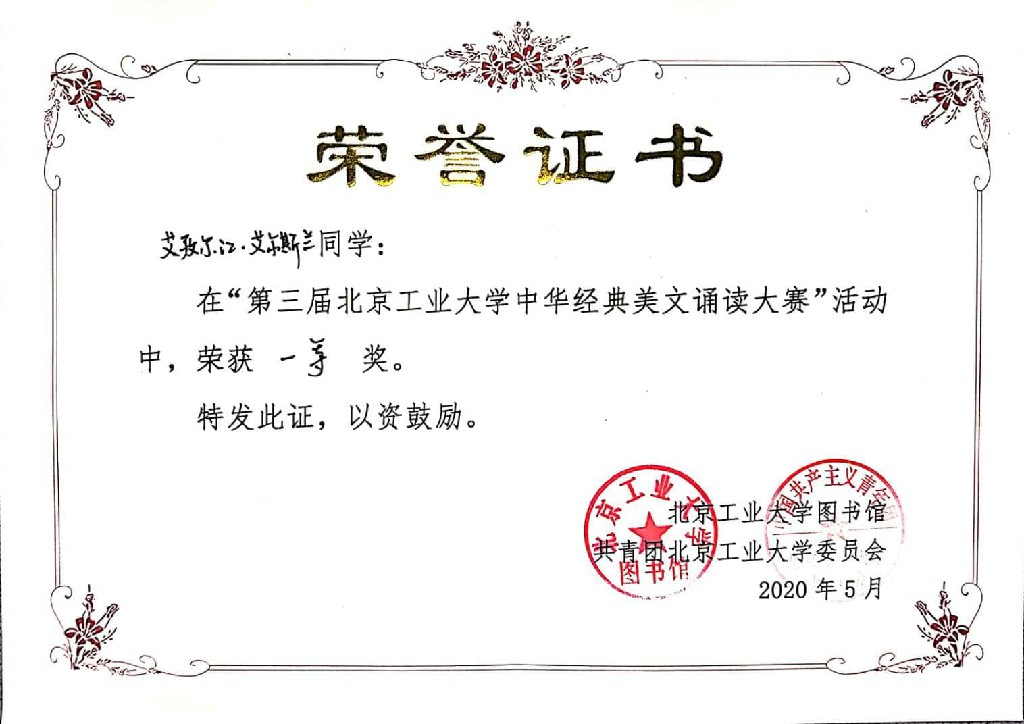 荣誉证书
艾孜尔江·艾尔斯兰同学：
在“第三届北京工业大学中华经典美文诵读大赛”活动
中，荣获 一等 奖。
特发此证，以资鼓励。
北京工业大学图书馆
共青团北京工业大学委员会
2020年5月
北京工业大学
图书馆
中国共产主义青年团